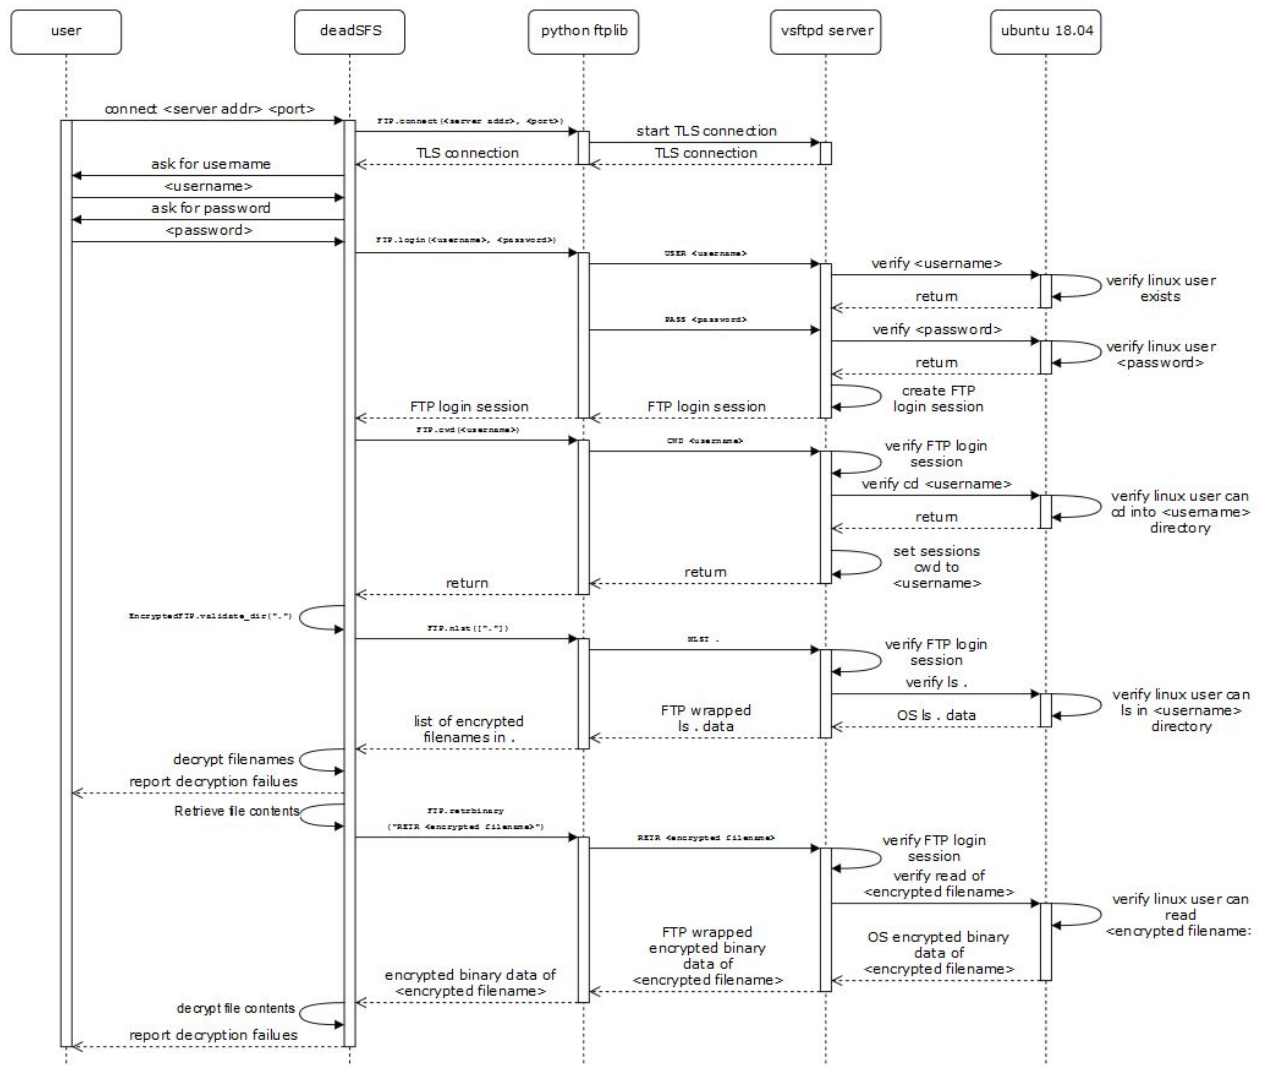 user
deadSFS
python ftplib
vsftpd server
ubuntu 18.04
connect <server addr> <port>
FTP.connect(<server addr>, <port>)
start TLS connection
TLS connection
TLS connection
ask for username
<username>
ask for password
<password>
FTP.login(<username>, <password>)
USER <username>
verify <username>
verify linux user
exists
return
PASS <password>
verify <password>
verify linux user
<password>
return
create FTP
login session
FTP login session
FTP login session
FTP.cwd(<username>)
CWD <username>
verify FTP login
session
verify cd <username>
verify linux user can
cd into <username>
directory
return
set sessions
cwd to
<username>
return
return
EncryptedFTP.validate_dir(".")
FTP.nlst(["."])
NLST .
verify FTP login
session
verify ls .
verify linux user can
ls in <username>
directory
OS ls . data
FTP wrapped
ls . data
list of encrypted
filenames in .
decrypt filenames
report decryption failues
Retrieve file contents
FTP.retrbinary
("RETR <encrypted filename>")
RETR <encrypted filename>
verify FTP login
session
verify read of
<encrypted filename>
verify linux user can
read
<encrypted filename:
OS encrypted binary
data of
<encrypted filename>
FTP wrapped
encrypted binary
data of
<encrypted filename>
encrypted binary data of
<encrypted filename>
decrypt file contents
report decryption failues